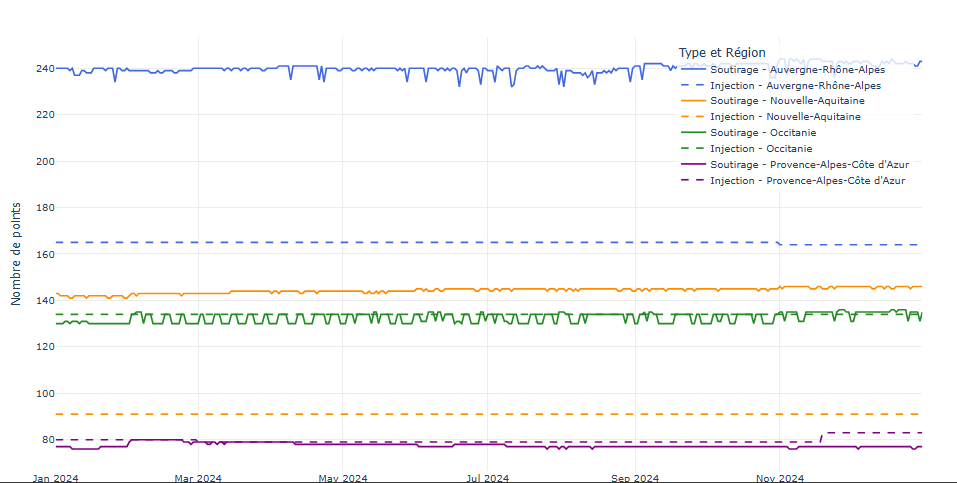 Type et Région
Soutirage - Auvergne-Rhône-Alpes
Injection - Auvergne-Rhône-Alpes
Soutirage - Nouvelle-Aquitaine
Injection - Nouvelle-Aquitaine
Soutirage - Occitanie
Injection - Occitanie
Soutirage - Provence-Alpes-Côte d'Azur
Injection - Provence-Alpes-Côte d'Azur
Nombre de points
240
220
200
180
160
140
120
100
80
Jan 2024
Mar 2024
May 2024
Jul 2024
Sep 2024
Nov 2024